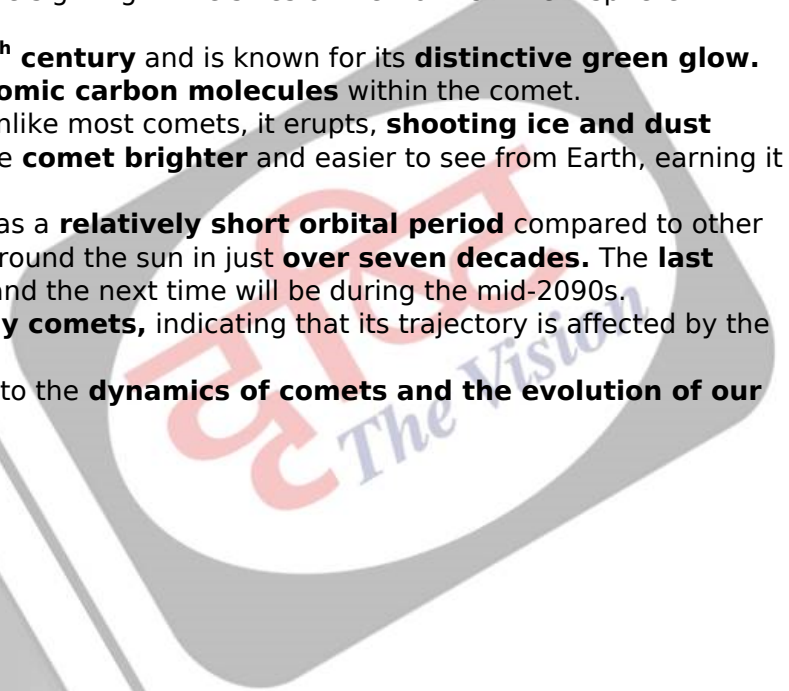 h century and is known for its distinctive green glow.
omic carbon molecules within the comet.
nlike most comets, it erupts, shooting ice and dust
e comet brighter and easier to see from Earth, earning it
as a relatively short orbital period compared to other
round the sun in just over seven decades. The last
nd the next time will be during the mid-2090s.
y comets, indicating that its trajectory is affected by the
to the dynamics of comets and the evolution of our
दृष्टि
The Vision